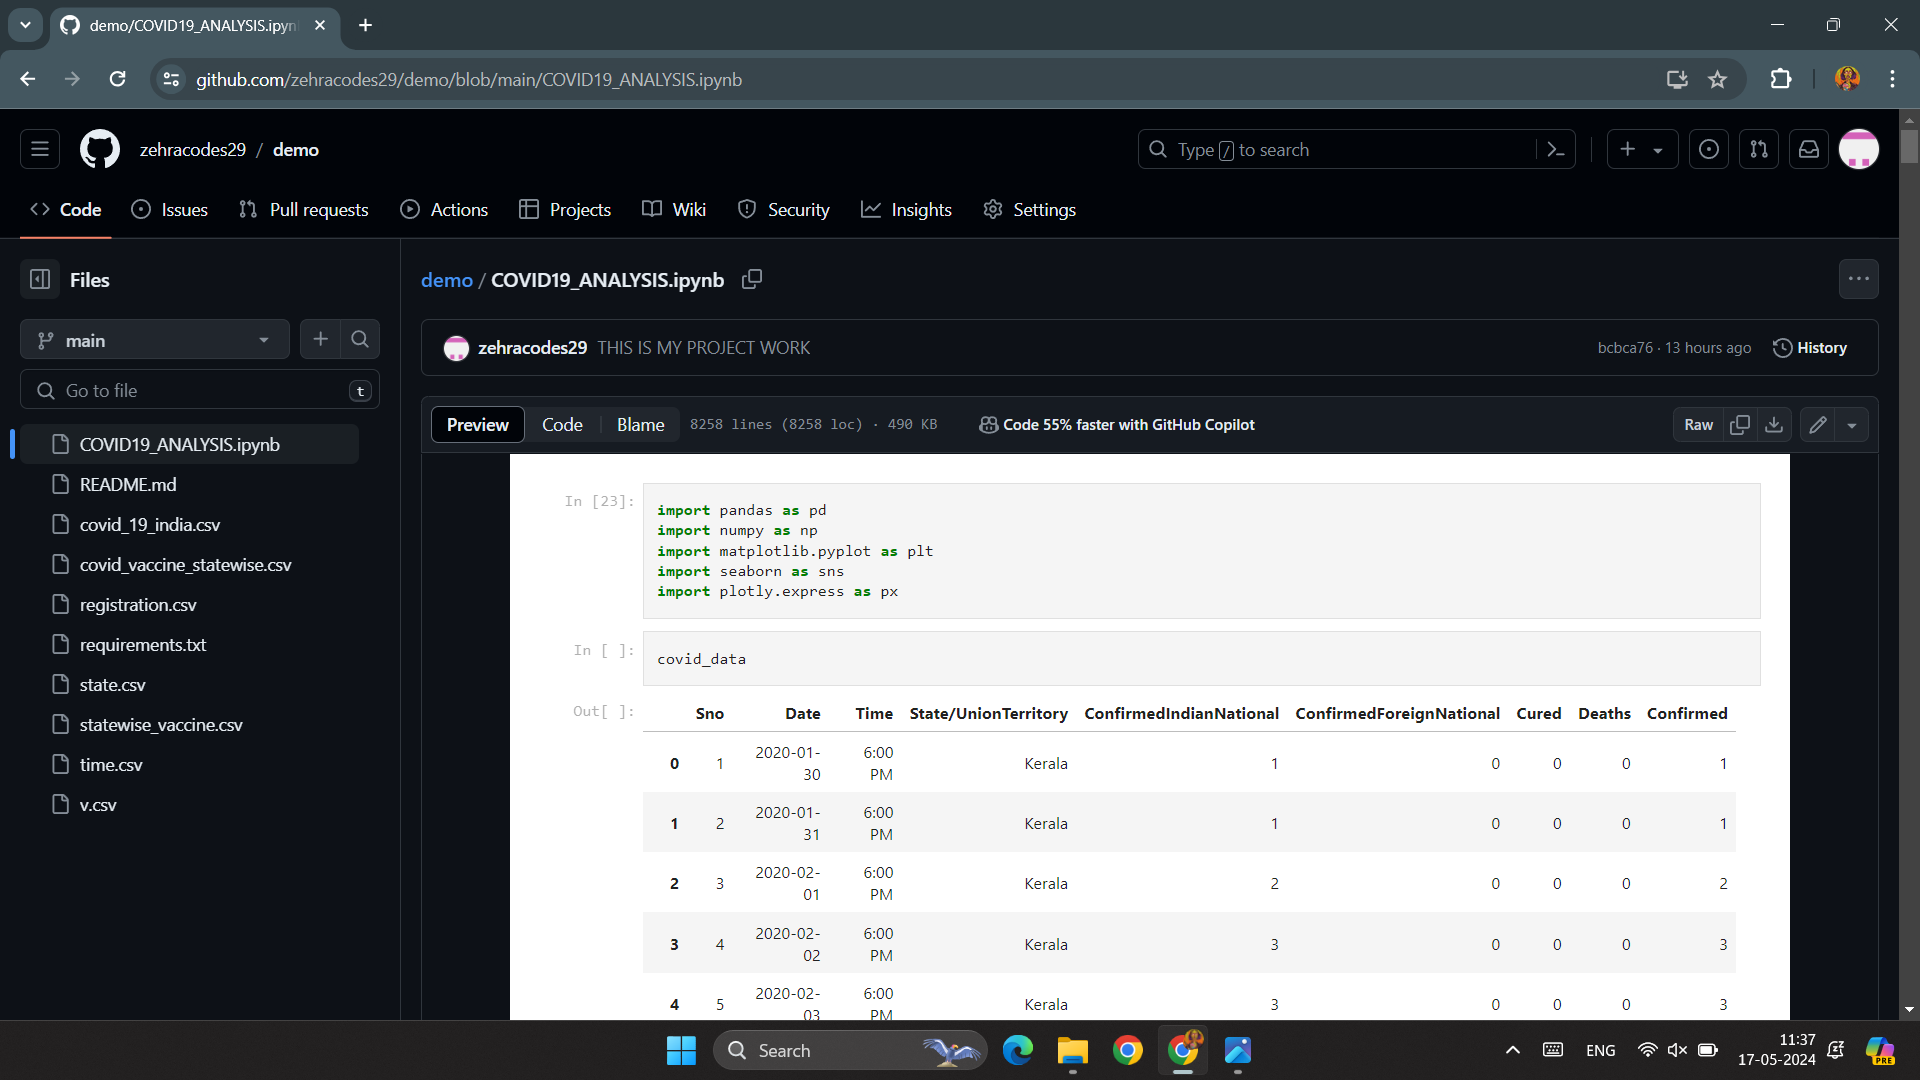 demo/COVID19_ANALYSIS.ipyn
github.com/zehracodes29/demo/blob/main/COVID19_ANALYSIS.ipynb
zehracodes29 / demo
Type / to search
Code Issues Pull requests Actions Projects Wiki Security Insights Settings
Files
main
Go to file t
COVID19_ANALYSIS.ipynb
README.md
covid_19_india.csv
covid_vaccine_statewise.csv
registration.csv
requirements.txt
state.csv
statewise_vaccine.csv
time.csv
v.csv
demo / COVID19_ANALYSIS.ipynb
zehracodes29 THIS IS MY PROJECT WORK bcbca76 · 13 hours ago History
Preview Code Blame 8258 lines (8258 loc) · 490 KB Code 55% faster with GitHub Copilot Raw
In [23]:
import pandas as pd
import numpy as np
import matplotlib.pyplot as plt
import seaborn as sns
import plotly.express as px
In [ ]:
covid_data
Out[ ]:
Sno Date Time State/UnionTerritory ConfirmedIndianNational ConfirmedForeignNational Cured Deaths Confirmed
0 1 2020-01-30 6:00 PM Kerala 1 0 0 0 1
1 2 2020-01-31 6:00 PM Kerala 1 0 0 0 1
2 3 2020-02-01 6:00 PM Kerala 2 0 0 0 2
3 4 2020-02-02 6:00 PM Kerala 3 0 0 0 3
4 5 2020-02-03 6:00 PM Kerala 3 0 0 0 3
Search
ENG
11:37
17-05-2024
PRE